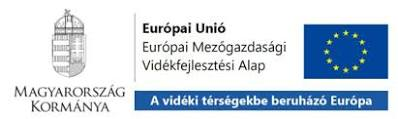 MAGYARORSZÁG
KORMÁNYA
Európai Unió
Európai Mezőgazdasági
Vidékfejlesztési Alap
A vidéki térségekbe beruházó Európa